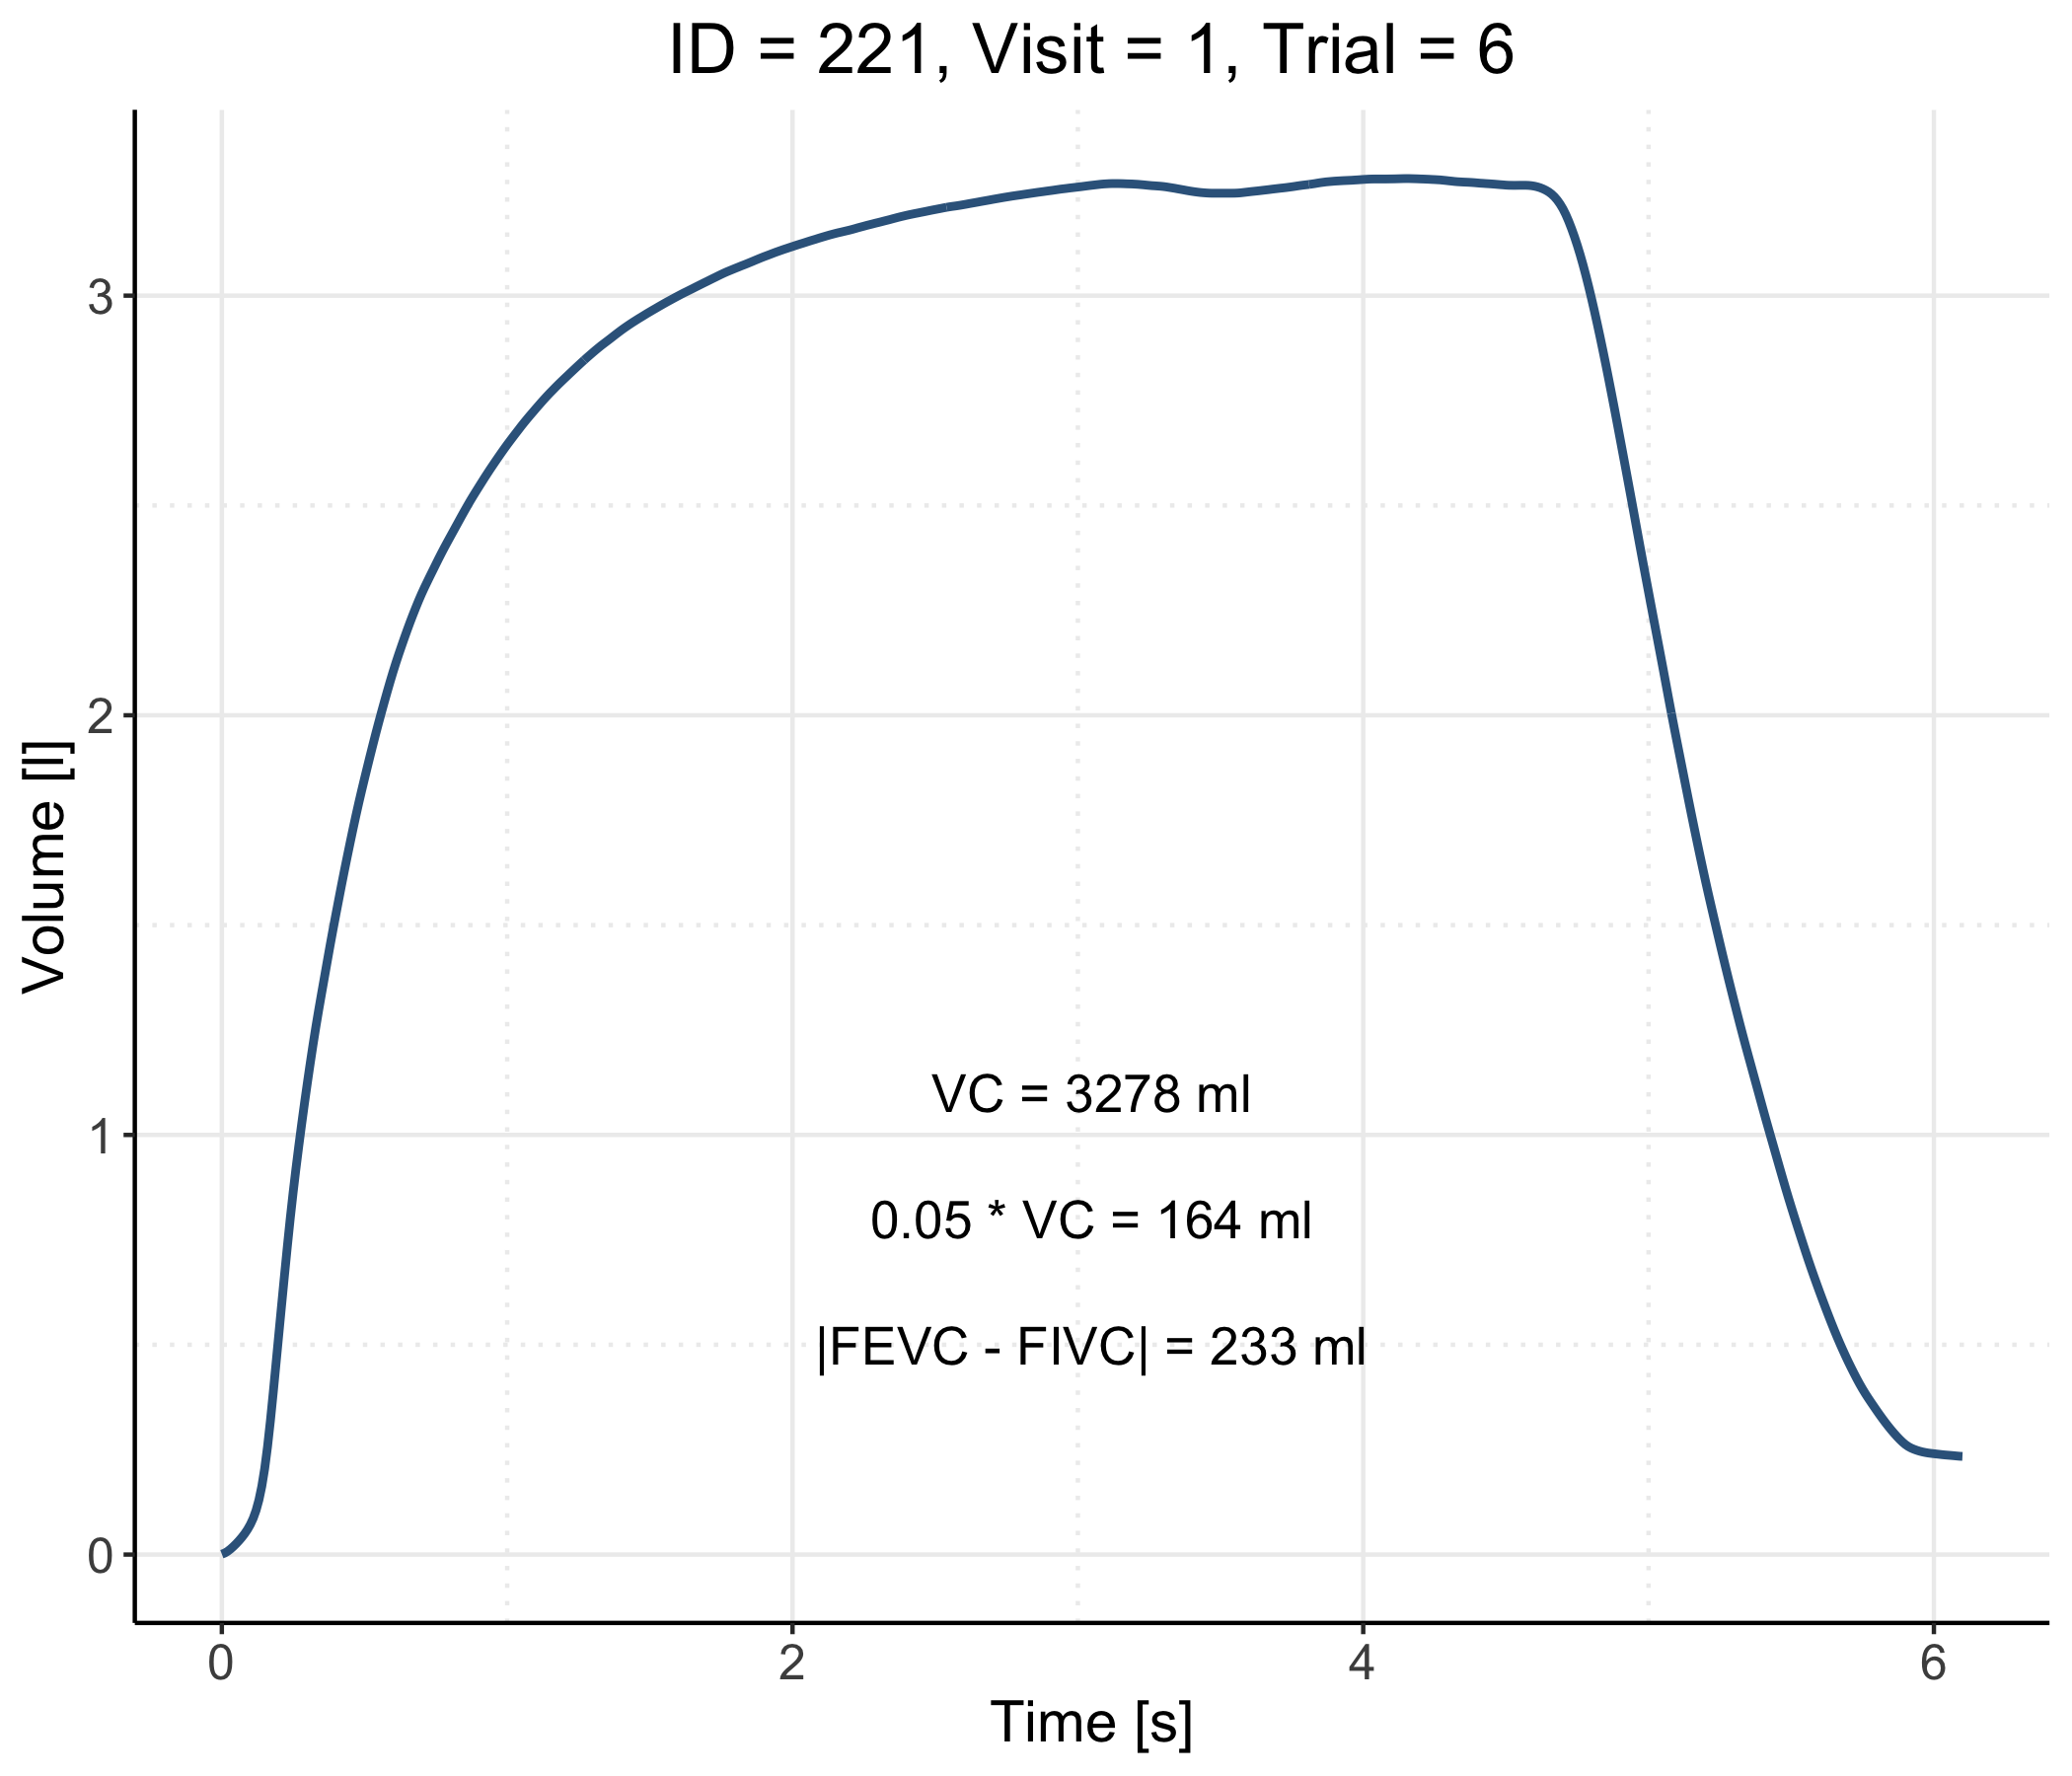 ID = 221, Visit = 1, Trial = 6
3
2
1
0
Volume [l]
VC = 3278 ml
0.05 * VC = 164 ml
|FEVC - FIVC| = 233 ml
0 2 4 6
Time [s]